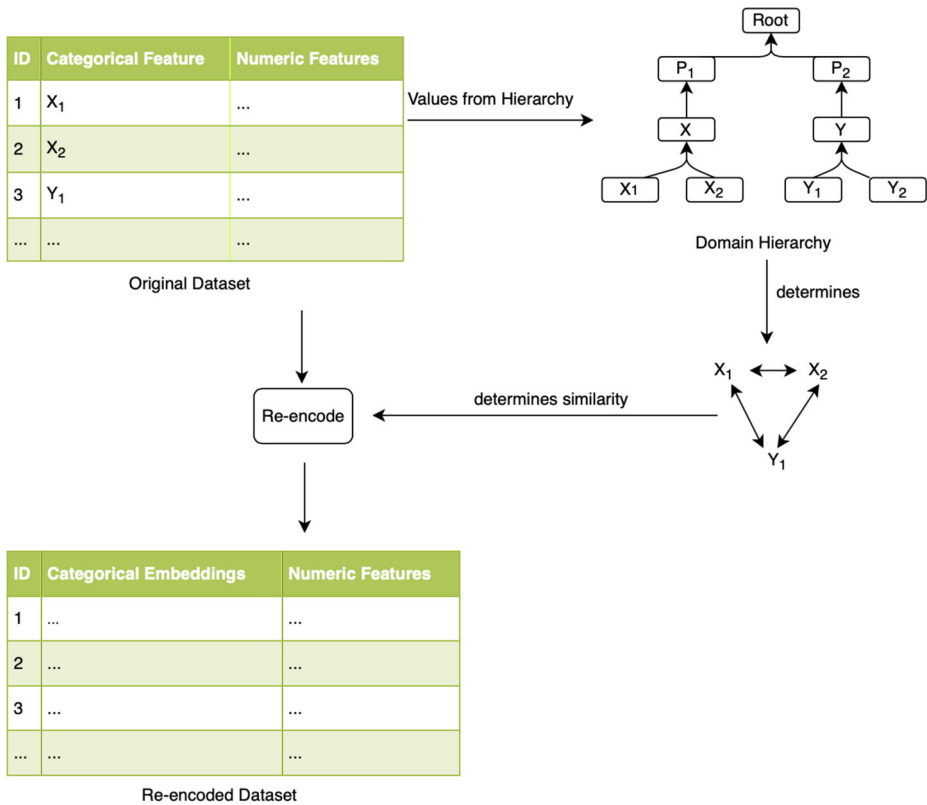 ID Categorical Feature Numeric Features
1 X₁ ...
2 X₂ ...
3 Y₁ ...
... ... ...
Original Dataset
Values from Hierarchy
Root
P₁ P₂
X Y
X1 X₂ Y₁ Y₂
Domain Hierarchy
determines
X₁ X₂
Y₁
determines similarity
Re-encode
ID Categorical Embeddings Numeric Features
1 ... ...
2 ... ...
3 ... ...
... ... ...
Re-encoded Dataset